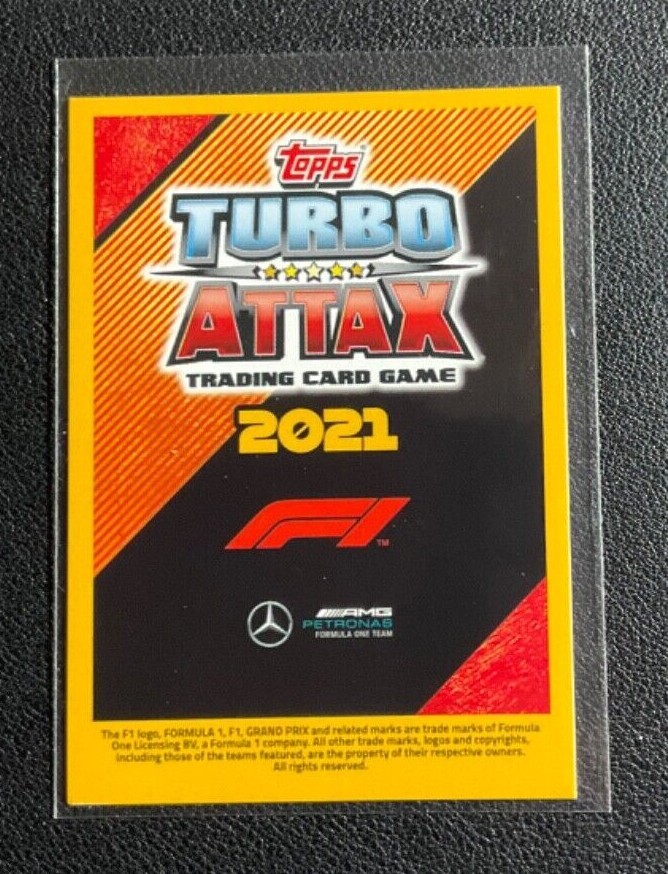 Topps
TURBO
ATTAX
TRADING CARD GAME
2021
F1 TM
AMG
PETRONAS
FORMULA ONE TEAM
The F1 logo, FORMULA 1, F1, GRAND PRIX and related marks are trade marks of Formula
One Licensing BV, a Formula 1 company. All other trade marks, logos and copyrights,
including those of the teams featured, are the property of their respective owners.
All rights reserved.